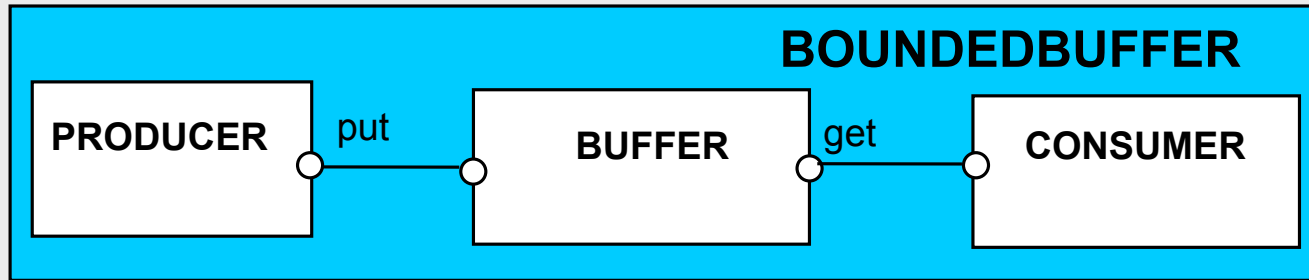 BOUNDEDBUFFER
PRODUCER
put
BUFFER
get
CONSUMER